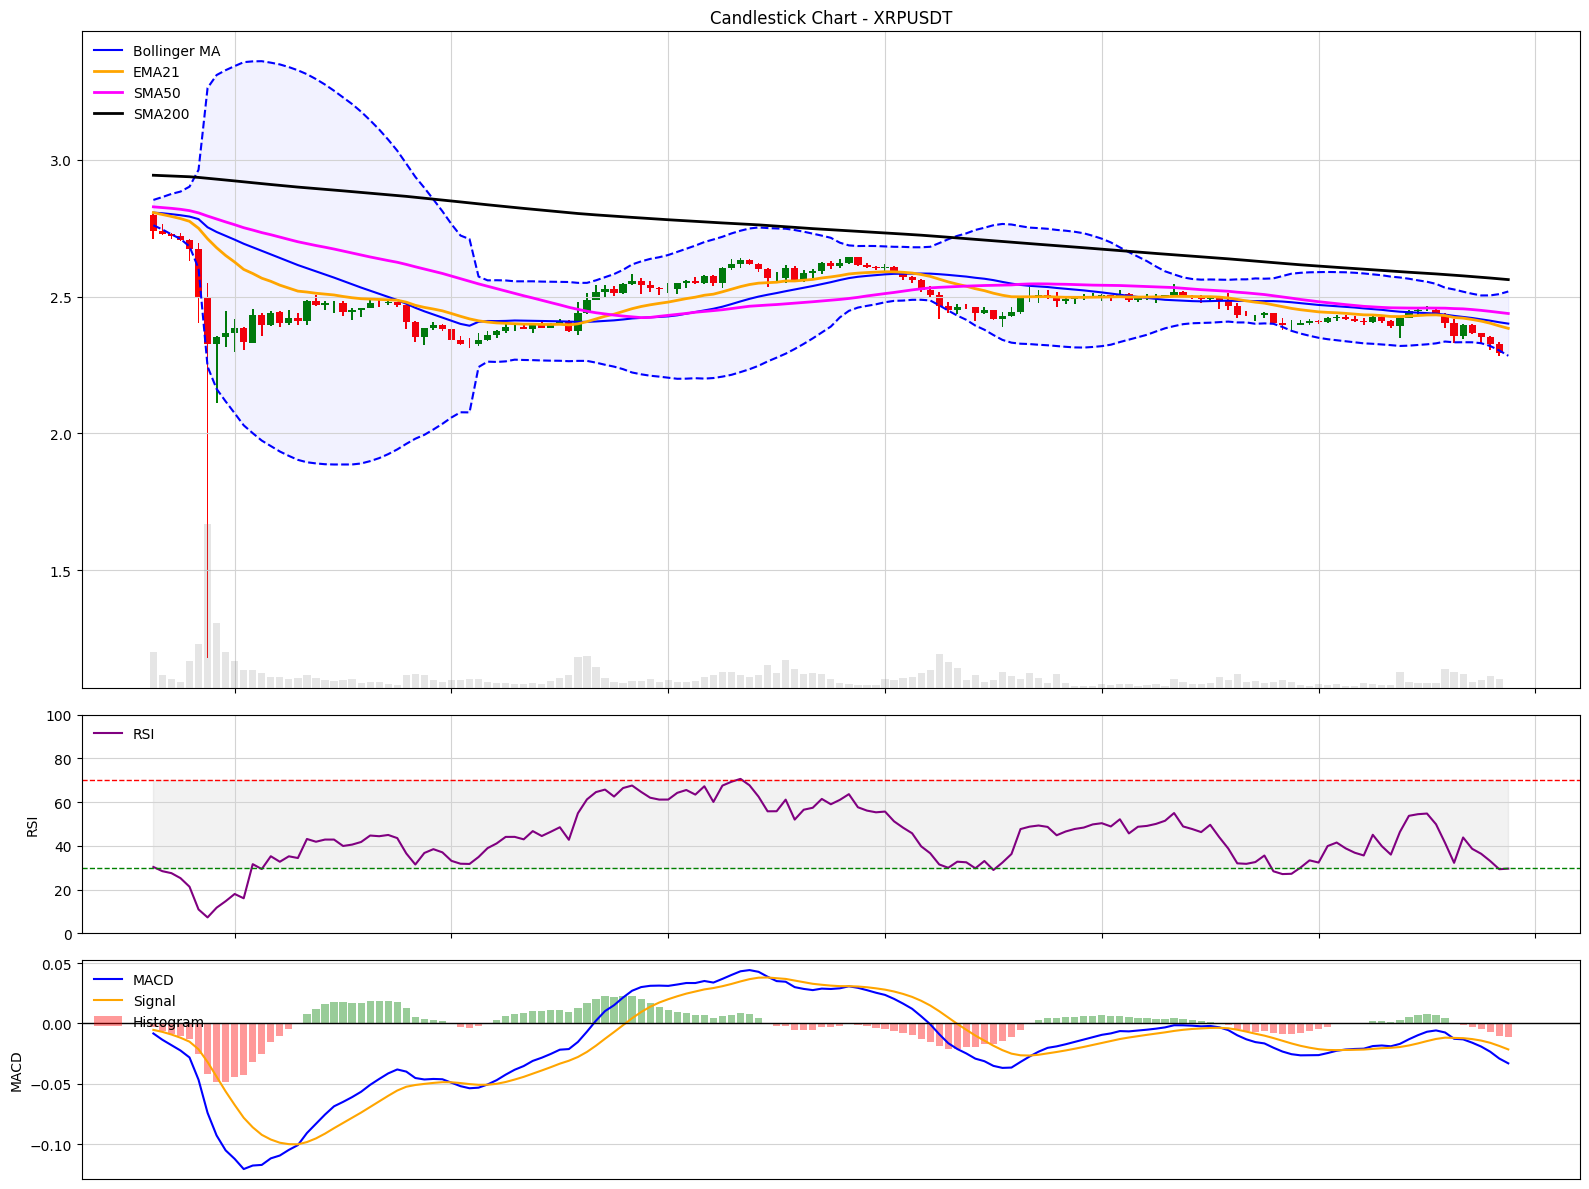 Candlestick Chart - XRPUSDT
Bollinger MA
EMA21
SMA50
SMA200
3.0
2.5
2.0
1.5
100
80
60
40
20
0
RSI
RSI
0.05
0.00
−0.05
−0.10
MACD
MACD
Signal
Histogram